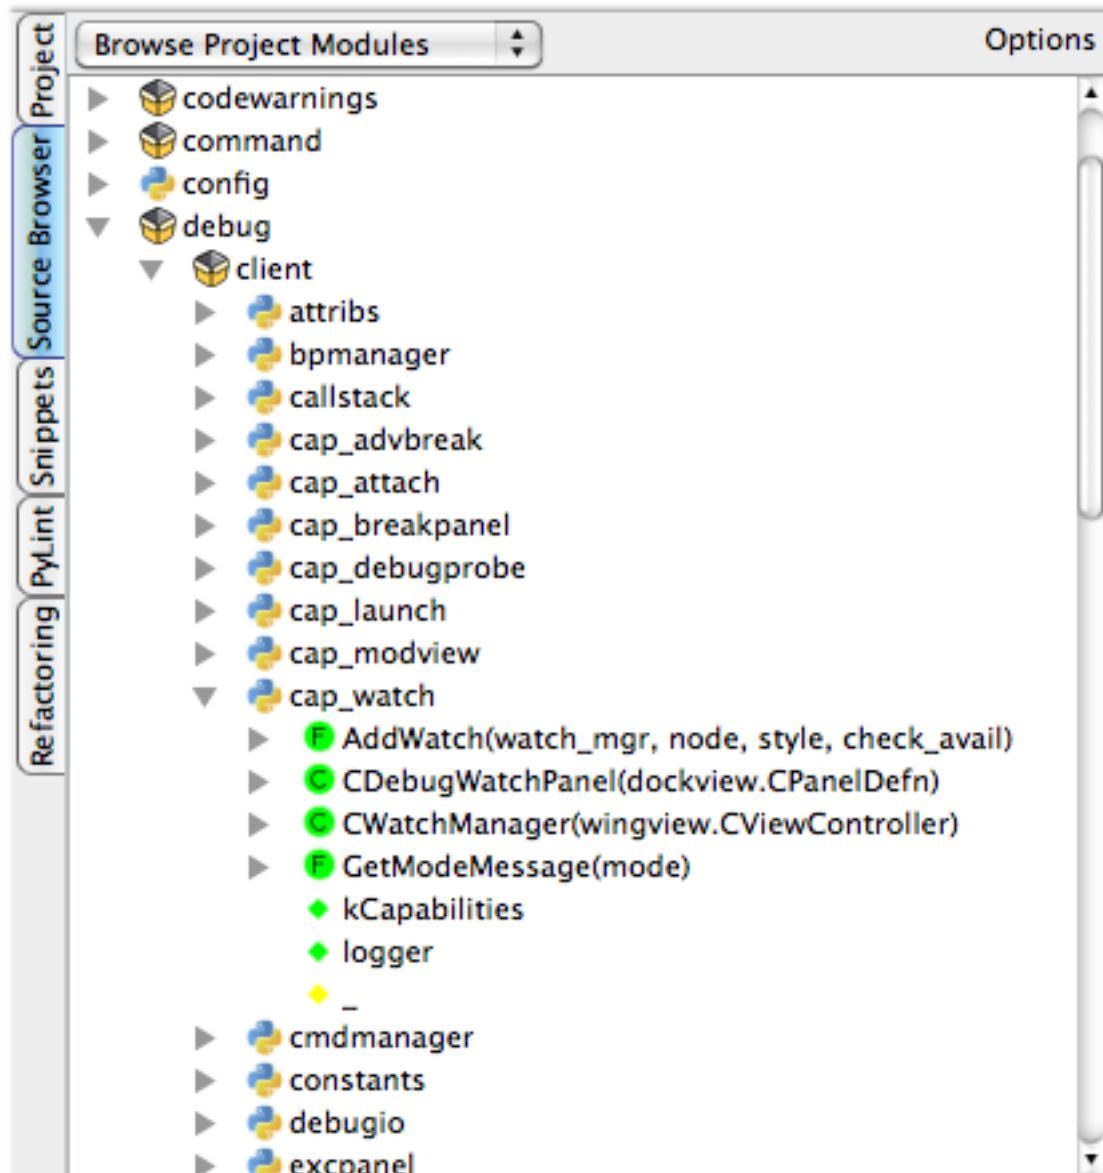 Browse Project Modules
Options
Project
Source Browser
Snippets
PyLint
Refactoring
codewarnings
command
config
debug
client
attribs
bpmanager
callstack
cap_advbreak
cap_attach
cap_breakpanel
cap_debugprobe
cap_launch
cap_modview
cap_watch
F AddWatch(watch_mgr, node, style, check_avail)
C CDebugWatchPanel(dockview.CPanelDefn)
C CWatchManager(wingview.CViewController)
F GetModeMessage(mode)
kCapabilities
logger
_
cmdmanager
constants
debugio
excpanel